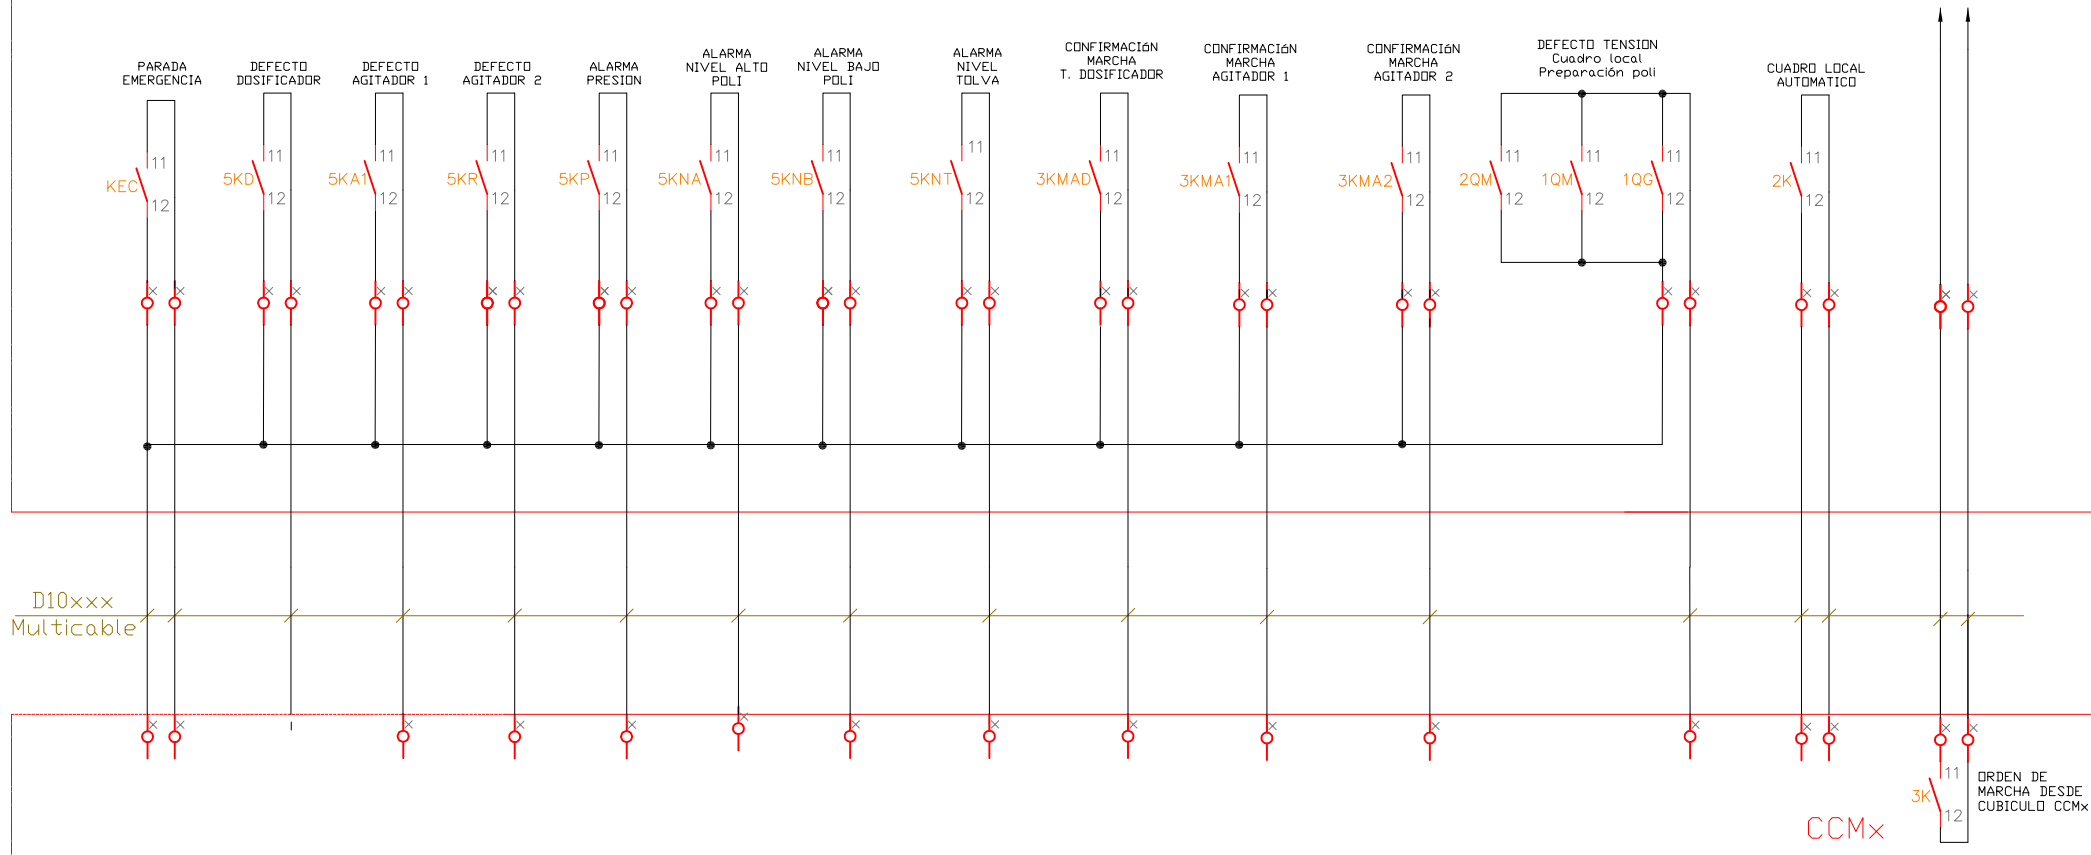 PARADA
EMERGENCIA
DEFECTO
DOSIFICADOR
DEFECTO
AGITADOR 1
DEFECTO
AGITADOR 2
ALARMA
PRESION
ALARMA
NIVEL ALTO
POLI
ALARMA
NIVEL BAJO
POLI
ALARMA
NIVEL
TOLVA
CONFIRMACIóN
MARCHA
T. DOSIFICADOR
CONFIRMACIóN
MARCHA
AGITADOR 1
CONFIRMACIóN
MARCHA
AGITADOR 2
DEFECTO TENSION
Cuadro local
Preparación poli
CUADRO LOCAL
AUTOMATICO
KEC 11 12
5KD 11 12
5KA1 11 12
5KR 11 12
5KP 11 12
5KNA 11 12
5KNB 11 12
5KNT 11 12
3KMAD 11 12
3KMA1 11 12
3KMA2 11 12
2QM 11 12
1QM 11 12
1QG 11 12
2K 11 12
x x x x x x x x x x x x x x x x x x x x x x x x x x x x
D10xxx
Multicable
x x x x x x x x x x x x x x x x x
3K 11 12
ORDEN DE
MARCHA DESDE
CUBICULO CCMx
CCMx